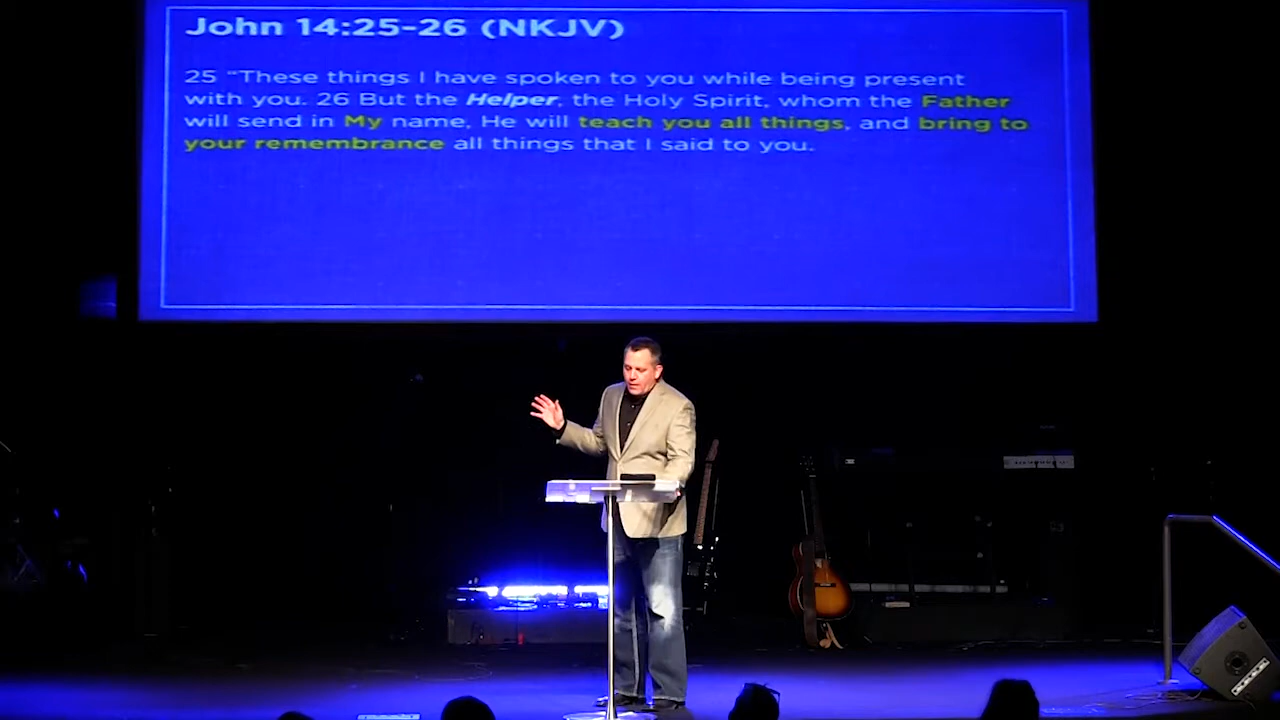 John 14:25-26 (NKJV)
25 “These things I have spoken to you while being present
with you. 26 But the Helper, the Holy Spirit, whom the Father
will send in My name, He will teach you all things, and bring to
your remembrance all things that I said to you.